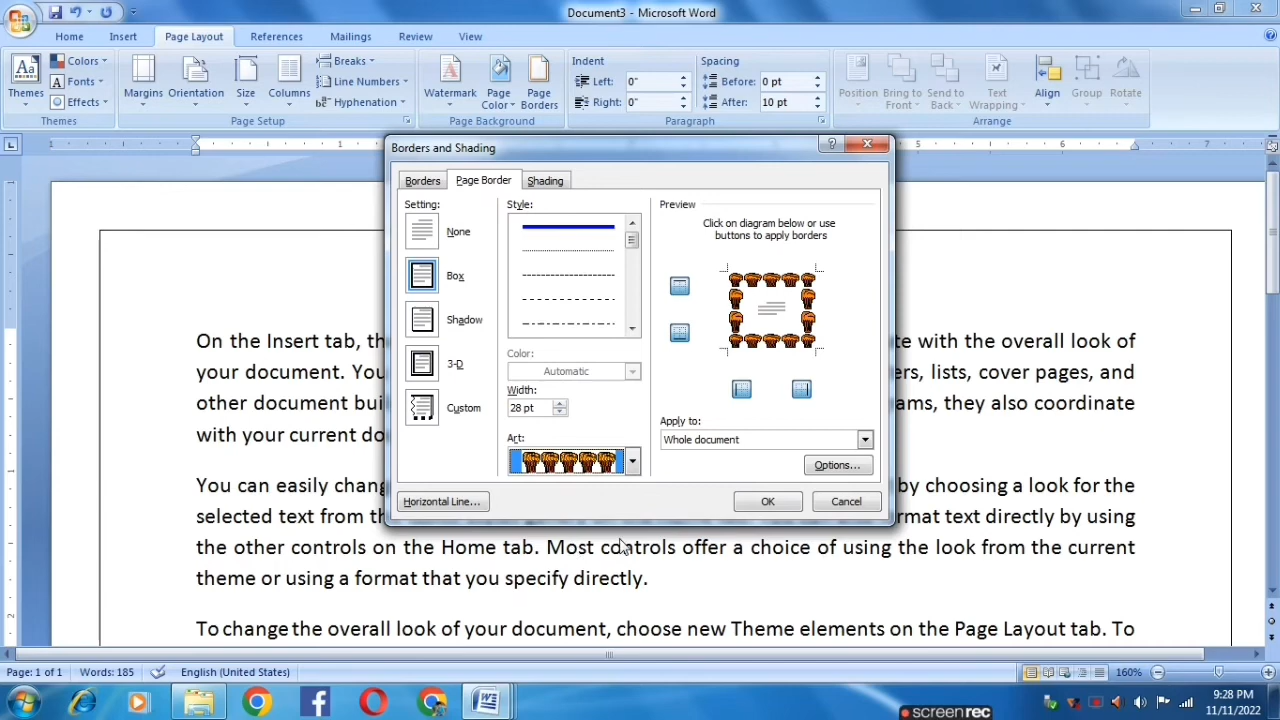 Document3 - Microsoft Word
Home Insert Page Layout References Mailings Review View
Themes
Colors
Fonts
Effects
Themes
Margins
Orientation
Size
Columns
Breaks
Line Numbers
Hyphenation
Page Setup
Watermark
Page Color
Page Borders
Page Background
Indent
Left: 0"
Right: 0"
Spacing
Before: 0 pt
After: 10 pt
Paragraph
Position
Bring to Front
Send to Back
Text Wrapping
Align
Group
Rotate
Arrange
1 1 5 6 7
Borders and Shading
Borders Page Border Shading
Setting:
None
Box
Shadow
3-D
Custom
Style:
Color:
Automatic
Width:
28 pt
Art:
Preview
Click on diagram below or use
buttons to apply borders
Apply to:
Whole document
Options...
Horizontal Line...
OK
Cancel
On the Insert tab, th te with the overall look of
your document. You ers, lists, cover pages, and
other document bui ams, they also coordinate
with your current do
You can easily chang by choosing a look for the
selected text from th rmat text directly by using
the other controls on the Home tab. Most controls offer a choice of using the look from the current
theme or using a format that you specify directly.
To change the overall look of your document, choose new Theme elements on the Page Layout tab. To
Page: 1 of 1 Words: 185 English (United States) 160%
9:28 PM
11/11/2022
screenrec